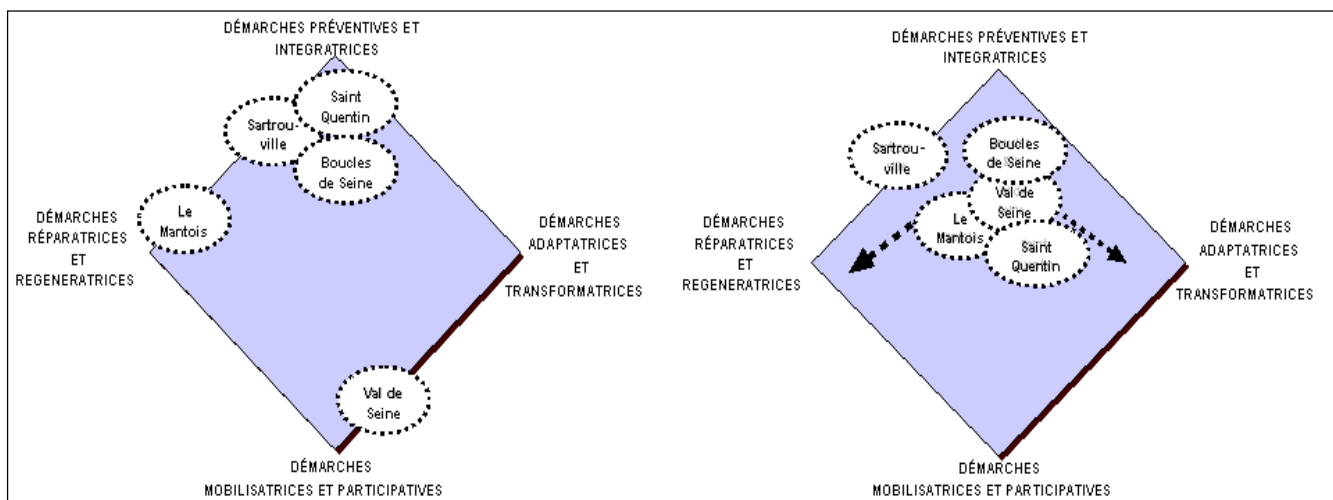 DÉMARCHES PRÉVENTIVES ET
INTEGRATRICES
Saint
Quentin
Sartrou-
ville
Boucles
de Seine
Le
Mantois
DÉMARCHES
RÉPARATRICES
ET
REGENERATRICES
DÉMARCHES
ADAPTATRICES
ET
TRANSFORMATRICES
Val de
Seine
DÉMARCHES
MOBILISATRICES ET PARTICIPATIVES
DÉMARCHES PRÉVENTIVES ET
INTEGRATRICES
Sartrou-
ville
Boucles
de Seine
Val de
Seine
Le
Mantois
Saint
Quentin
DÉMARCHES
RÉPARATRICES
ET
REGENERATRICES
DÉMARCHES
ADAPTATRICES
ET
TRANSFORMATRICES
DÉMARCHES
MOBILISATRICES ET PARTICIPATIVES